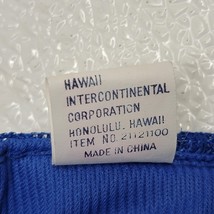 HAWAII
INTERCONTINENTAL
CORPORATION
HONOLULU, HAWAII
ITEM NO. 21121100
MADE IN CHINA